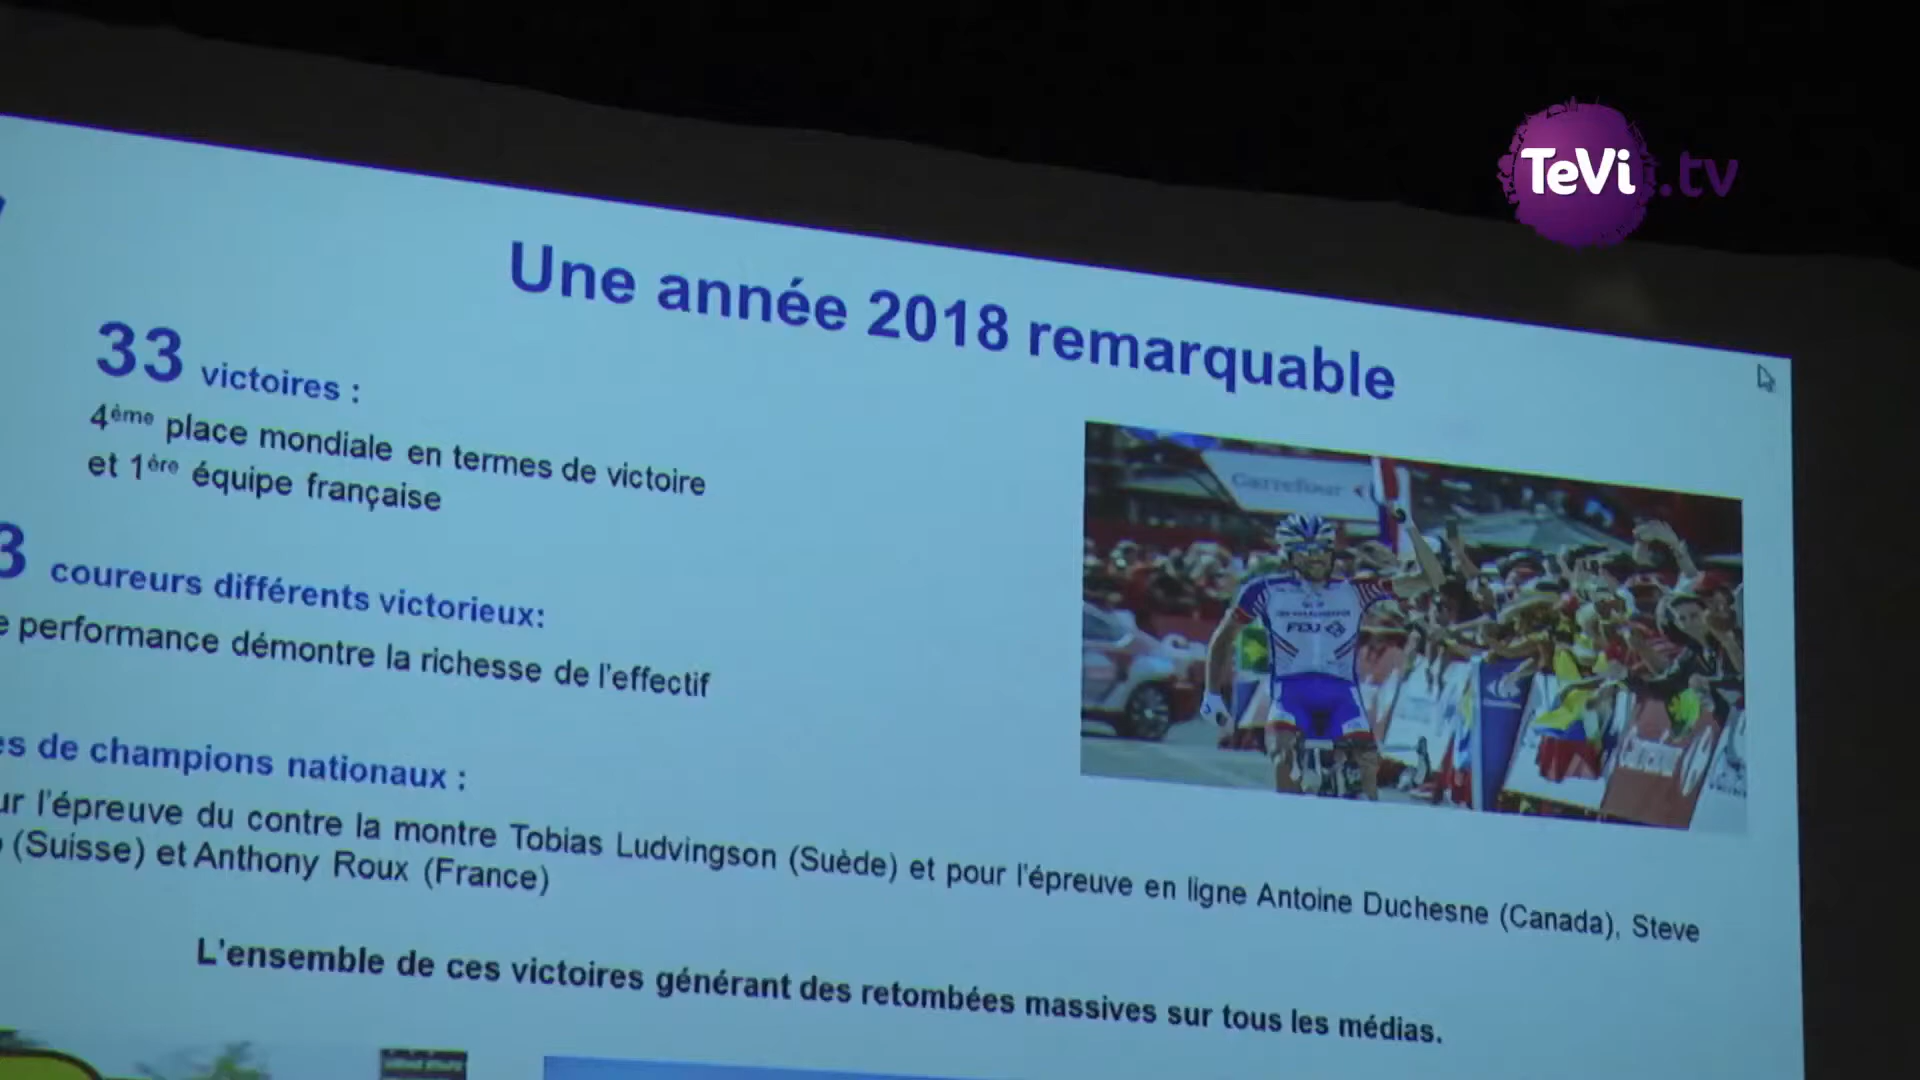 TeVi.tv
Une année 2018 remarquable
33 victoires :
4ème place mondiale en termes de victoire
et 1ère équipe française
3 coureurs différents victorieux:
performance démontre la richesse de l'effectif
de champions nationaux :
l'épreuve du contre la montre Tobias Ludvingson (Suède) et pour l'épreuve en ligne Antoine Duchesne (Canada), Steve
(Suisse) et Anthony Roux (France)
L'ensemble de ces victoires générant des retombées massives sur tous les médias.
Carrefour
FDJ